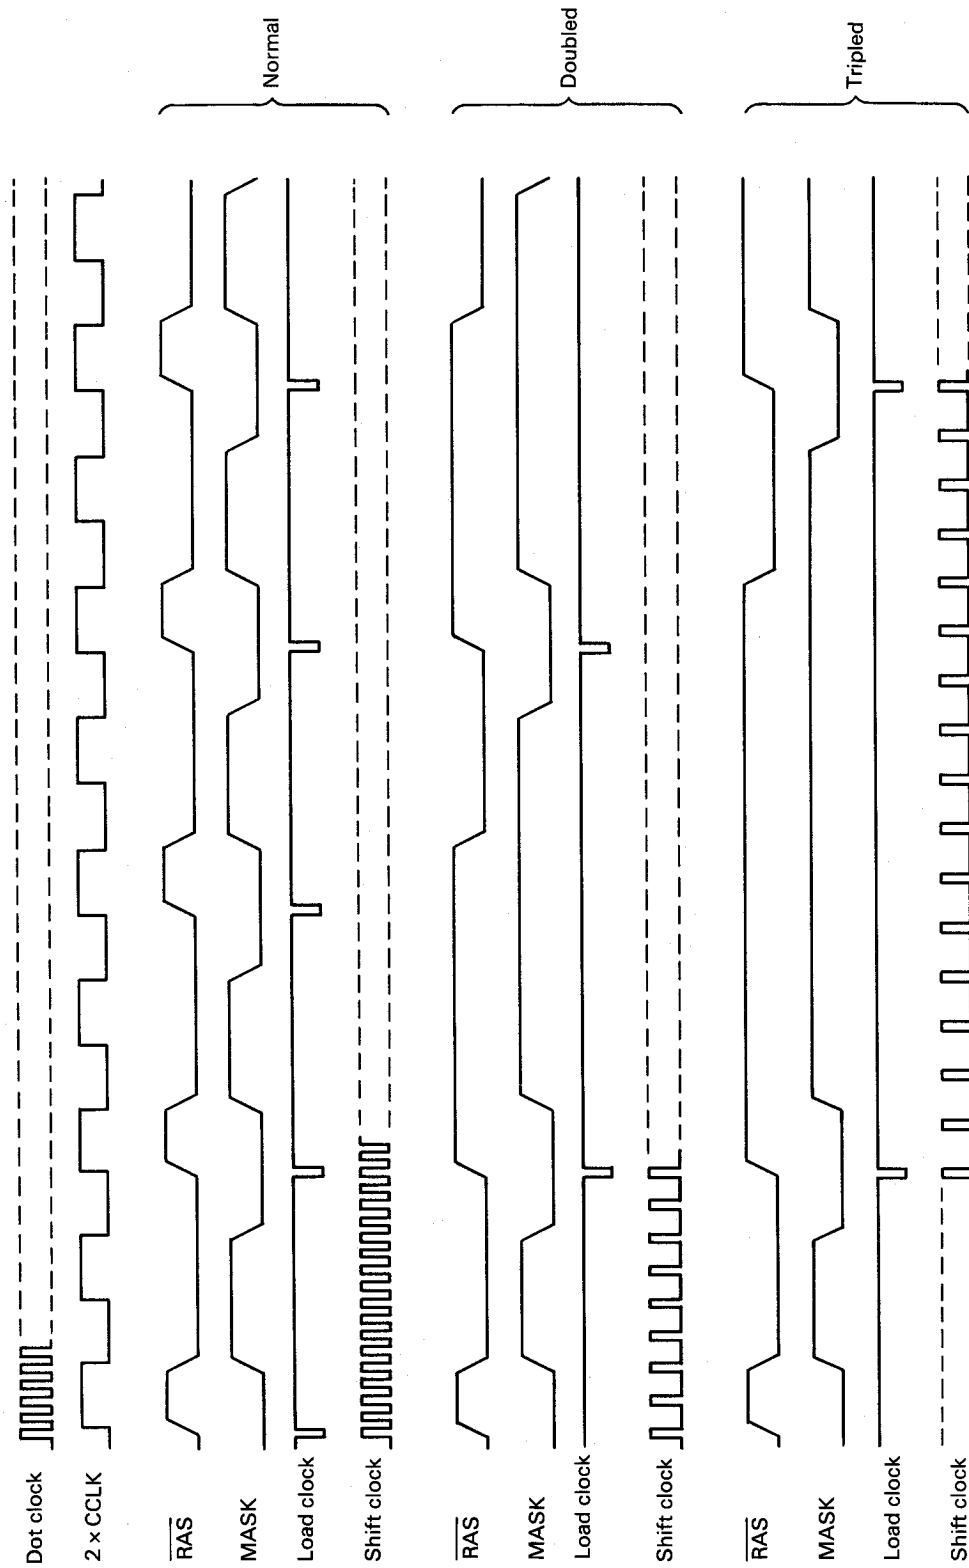 Dot clock
2 × CCLK
RAS
MASK
Load clock
Shift clock
Normal
RAS
MASK
Load clock
Shift clock
Doubled
RAS
MASK
Load clock
Shift clock
Tripled